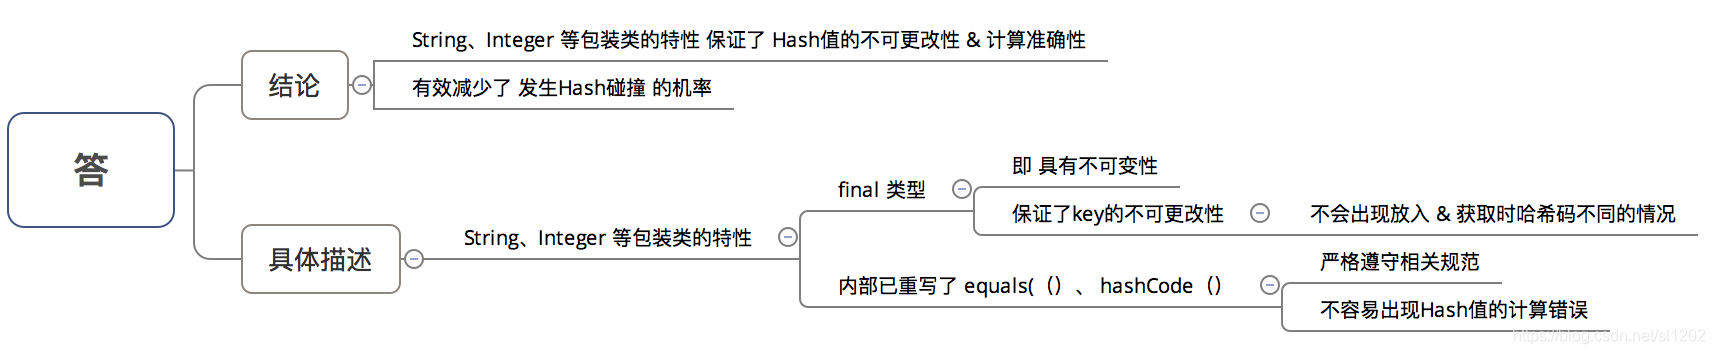 答
结论
String、Integer 等包装类的特性 保证了 Hash值的不可更改性 & 计算准确性
有效减少了 发生Hash碰撞 的机率
具体描述
String、Integer 等包装类的特性
final 类型
即 具有不可变性
保证了key的不可更改性
不会出现放入 & 获取时哈希码不同的情况
内部已重写了 equals(（）、hashCode（）
严格遵守相关规范
不容易出现Hash值的计算错误
https://blog.csdn.net/sl1202